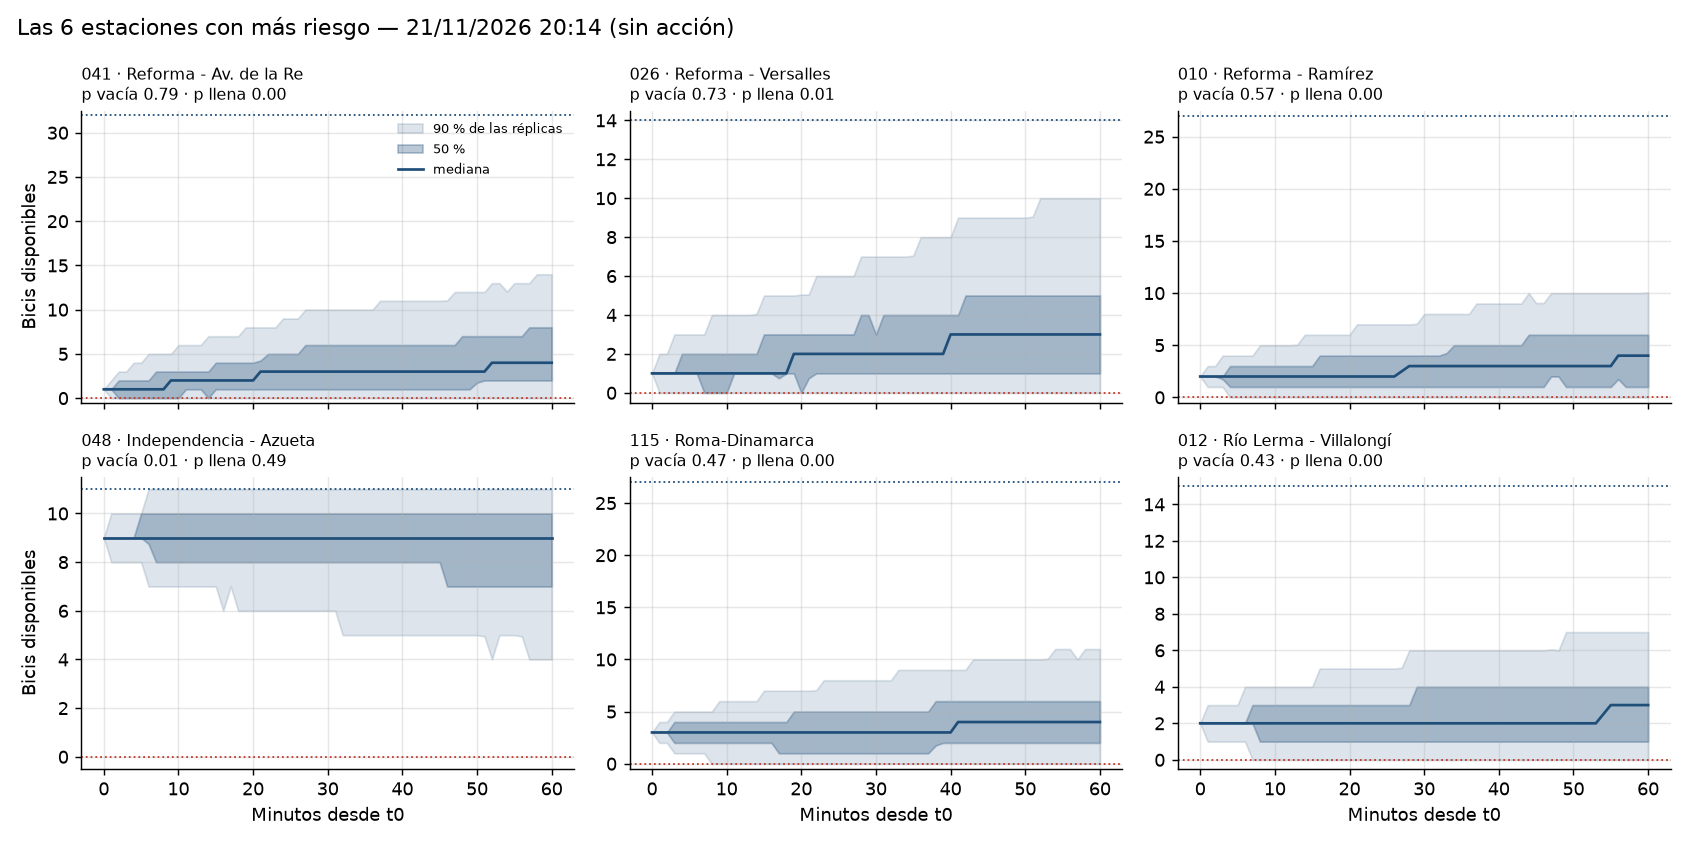 Las 6 estaciones con más riesgo — 21/11/2026 20:14 (sin acción)
041 · Reforma - Av. de la Re
p vacía 0.79 · p llena 0.00
30
25
20
15
10
5
0
Bicis disponibles
90 % de las réplicas
50 %
mediana
026 · Reforma - Versalles
p vacía 0.73 · p llena 0.01
14
12
10
8
6
4
2
0
010 · Reforma - Ramírez
p vacía 0.57 · p llena 0.00
25
20
15
10
5
0
048 · Independencia - Azueta
p vacía 0.01 · p llena 0.49
10
8
6
4
2
0
Bicis disponibles
0 10 20 30 40 50 60
Minutos desde t0
115 · Roma-Dinamarca
p vacía 0.47 · p llena 0.00
25
20
15
10
5
0
0 10 20 30 40 50 60
Minutos desde t0
012 · Río Lerma - Villalongí
p vacía 0.43 · p llena 0.00
14
12
10
8
6
4
2
0
0 10 20 30 40 50 60
Minutos desde t0